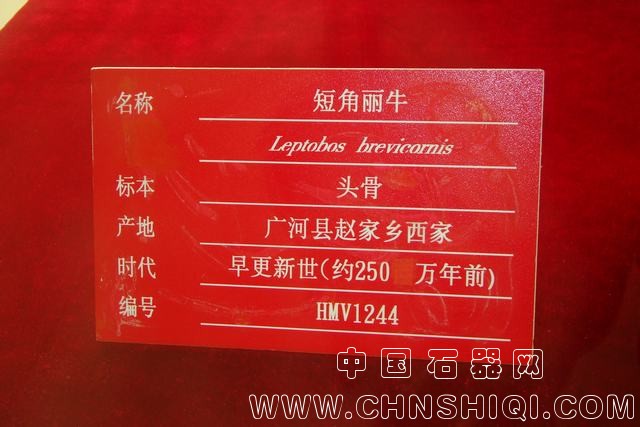 名称 短角丽牛
Leptobos brevicornis
标本 头骨
产地 广河县赵家乡西家
时代 早更新世(约250 万年前)
编号 HMV1244
中国石器网
WWW.CHNSHIQI.COM